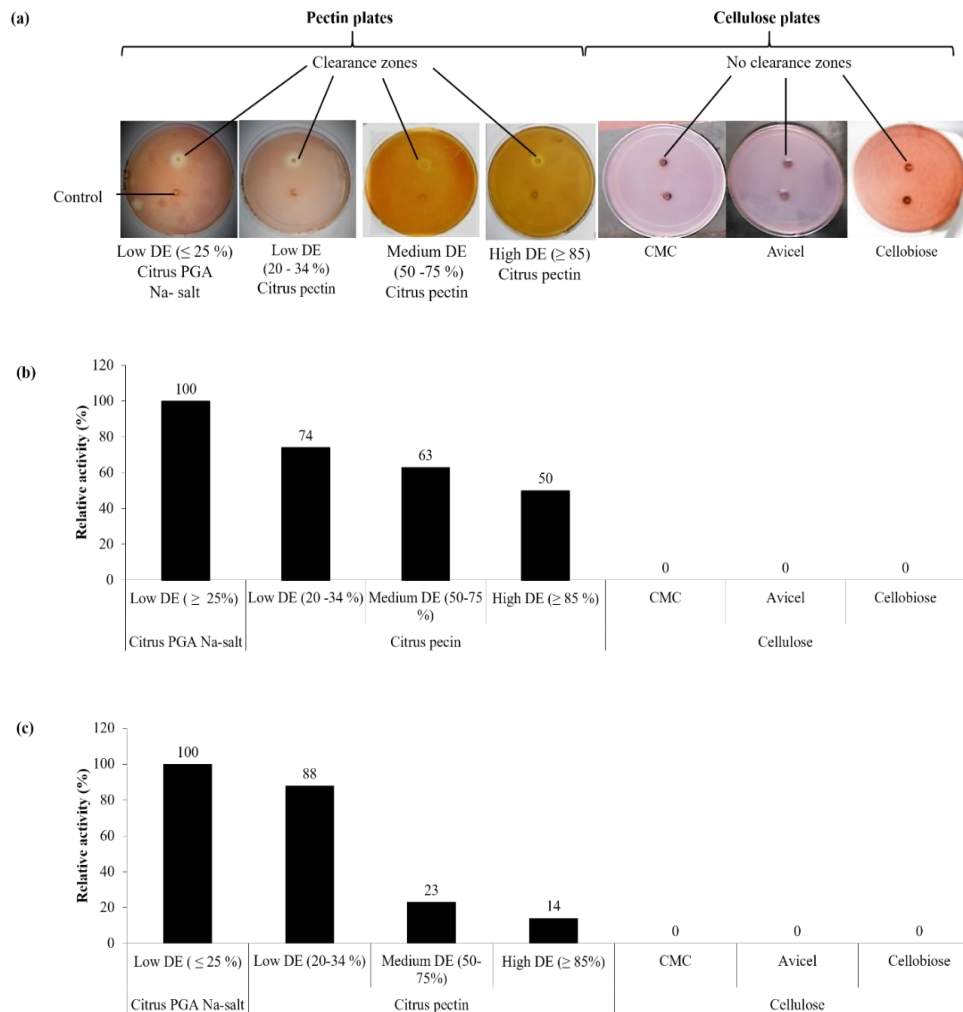 (a)
Pectin plates
Cellulose plates
Clearance zones
No clearance zones
Control
Low DE (≤ 25 %)
Citrus PGA
Na- salt
Low DE
(20 - 34 %)
Citrus pectin
Medium DE
(50 -75 %)
Citrus pectin
High DE (≥ 85)
Citrus pectin
CMC
Avicel
Cellobiose
(b)
Relative activity (%)
120
100
80
60
40
20
0
100
74
63
50
0
0
0
Low DE ( ≥ 25%)
Low DE (20 -34 %)
Medium DE (50-75
%)
High DE (≥ 85 %)
CMC
Avicel
Cellobiose
Citrus PGA Na-salt
Citrus pecin
Cellulose
(c)
Relative activity (%)
120
100
80
60
40
20
0
100
88
23
14
0
0
0
Low DE ( ≤ 25 %)
Low DE (20-34 %)
Medium DE (50-
75%)
High DE (≥ 85%)
CMC
Avicel
Cellobiose
Citrus PGA Na-salt
Citrus pectin
Cellulose